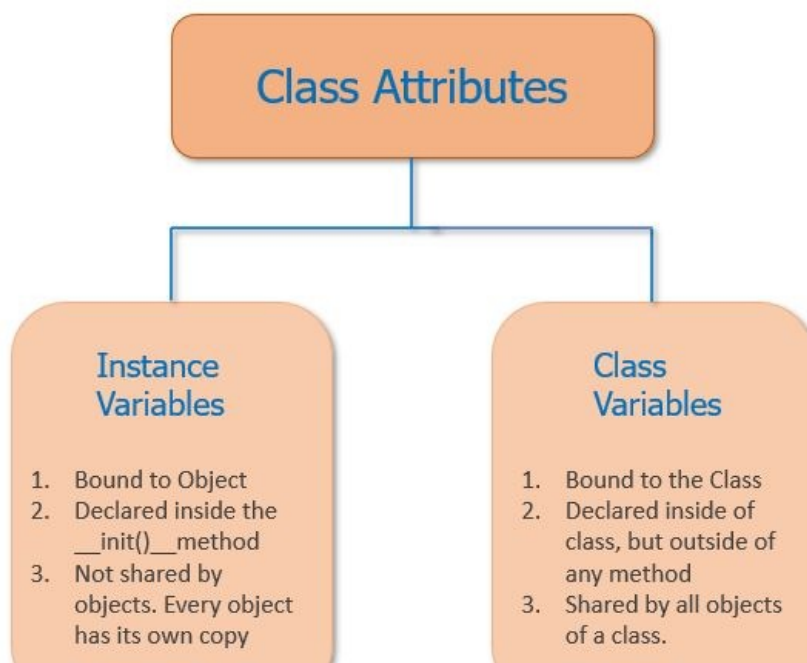 Class Attributes
Instance
Variables
1. Bound to Object
2. Declared inside the
__init()__method
3. Not shared by
objects. Every object
has its own copy
Class
Variables
1. Bound to the Class
2. Declared inside of
class, but outside of
any method
3. Shared by all objects
of a class.